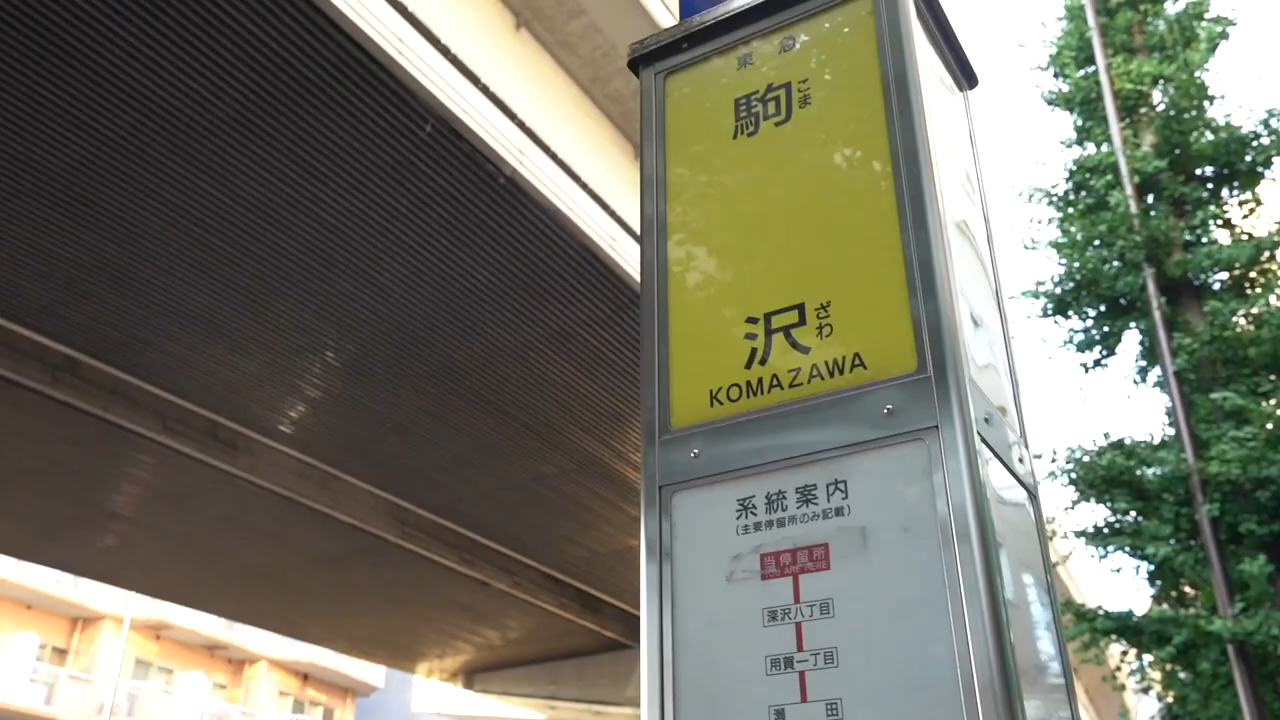 東急
駒
こま
沢
ざわ
KOMAZAWA
系統案内
(主要停留所のみ記載)
当停留所
YOU ARE HERE
深沢八丁目
用賀一丁目
瀬田